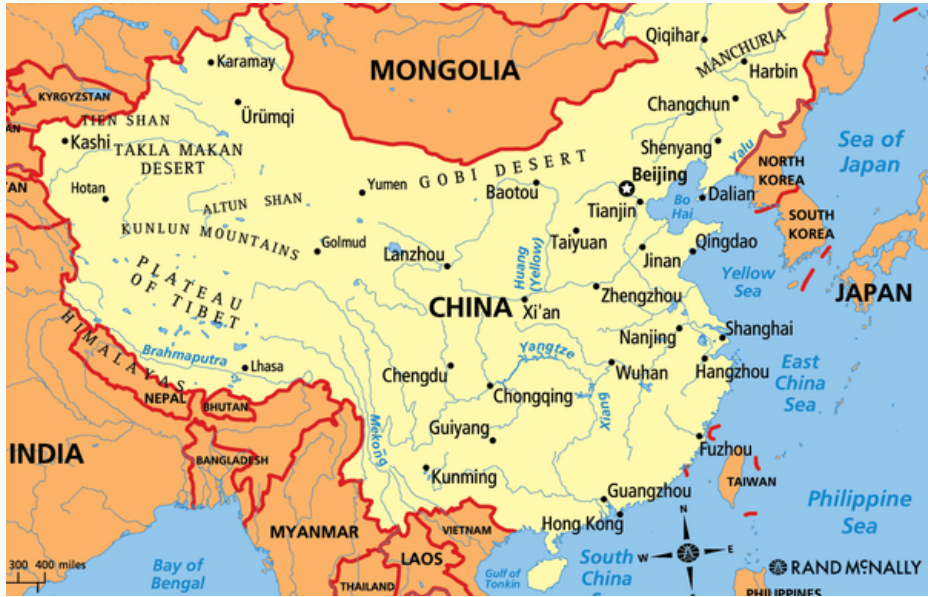 Qiqihar
MANCHURIA
Karamay
MONGOLIA
Harbin
KYRGYZSTAN
Changchun
Ürümqi
TIEN SHAN
AN
Kashi
TAKLA MAKAN
DESERT
GOBI DESERT
Shenyang
Yalu
Sea of
Japan
NORTH
KOREA
TAN
Hotan
Yumen
Baotou
Beijing
Dalian
ALTUN SHAN
Tianjin
Bo
Hai
SOUTH
KOREA
KUNLUN MOUNTAINS
Golmud
Lanzhou
Taiyuan
Qingdao
Jinan
Huang
(Yellow)
Yellow
Sea
JAPAN
PLATEAU
OF TIBET
CHINA
Xi'an
Zhengzhou
HIMALAYAS
Nanjing
Shanghai
Brahmaputra
Lhasa
Chengdu
Yangtze
Wuhan
Hangzhou
East
China
Sea
NEPAL
BHUTAN
Chongqing
Xiang
Mekong
Guiyang
Fuzhou
INDIA
BANGLADESH
Kunming
TAIWAN
Guangzhou
Philippine
Sea
MYANMAR
VIETNAM
Hong Kong
N
W
E
LAOS
300 400 miles
Bay of
Bengal
THAILAND
Gulf of
Tonkin
South
China
RAND MCNALLY
PHILIPPINES